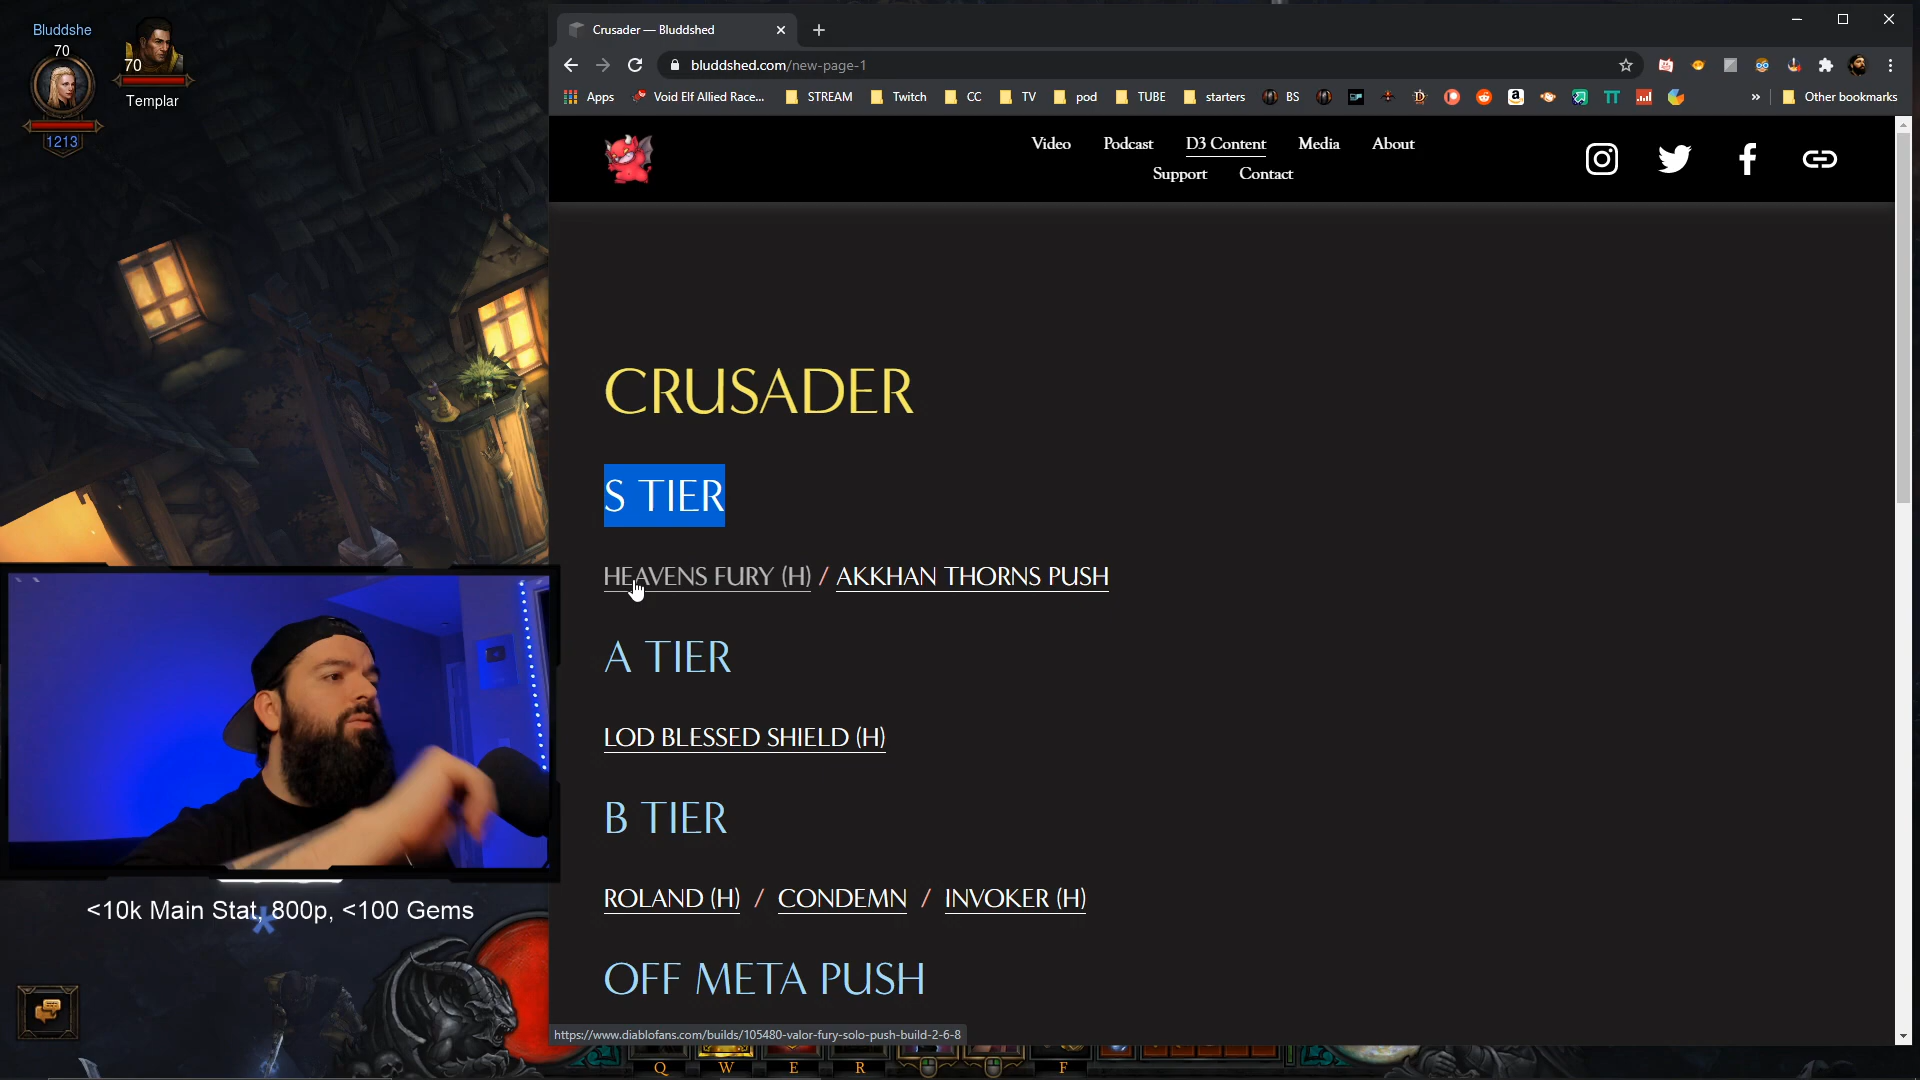 Bluddshe
70
1213
70
Templar
Crusader — Bluddshed
bluddshed.com/new-page-1
Apps
Void Elf Allied Race...
STREAM
Twitch
CC
TV
pod
TUBE
starters
BS
TT
»
Other bookmarks
Video
Podcast
D3 Content
Media
About
Support
Contact
CRUSADER
S TIER
HEAVENS FURY (H) / AKKHAN THORNS PUSH
A TIER
LOD BLESSED SHIELD (H)
B TIER
ROLAND (H) / CONDEMN / INVOKER (H)
OFF META PUSH
<10k Main Stat, 800p, <100 Gems
https://www.diablofans.com/builds/105480-valor-fury-solo-push-build-2-6-8
Q W E R F